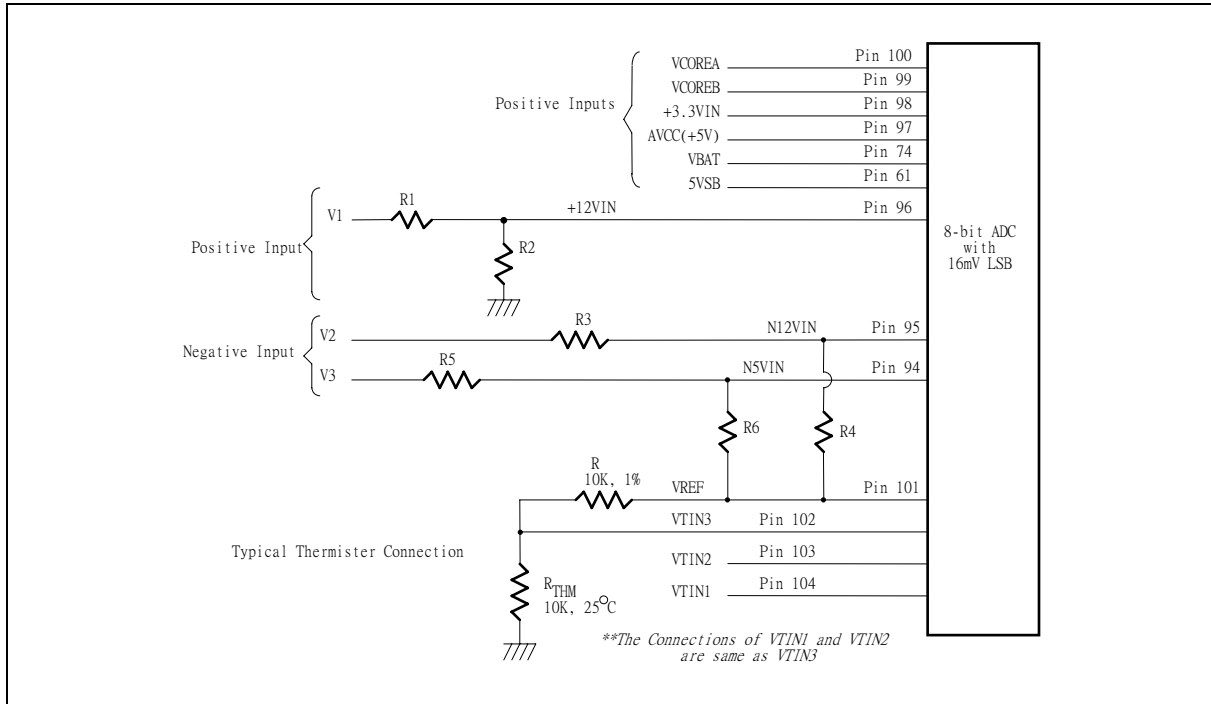 VCOREA Pin 100
VCOREB Pin 99
Positive Inputs
+3.3VIN Pin 98
AVCC(+5V) Pin 97
VBAT Pin 74
5VSB Pin 61
R1
V1 +12VIN Pin 96
8-bit ADC
with
16mV LSB
Positive Input
R2
R3
V2 N12VIN Pin 95
Negative Input
R5
V3 N5VIN Pin 94
R6
R4
R
10K, 1%
VREF Pin 101
VTIN3 Pin 102
Typical Thermister Connection
VTIN2 Pin 103
RTHM
10K, 25°C
VTIN1 Pin 104
**The Connections of VTIN1 and VTIN2
are same as VTIN3